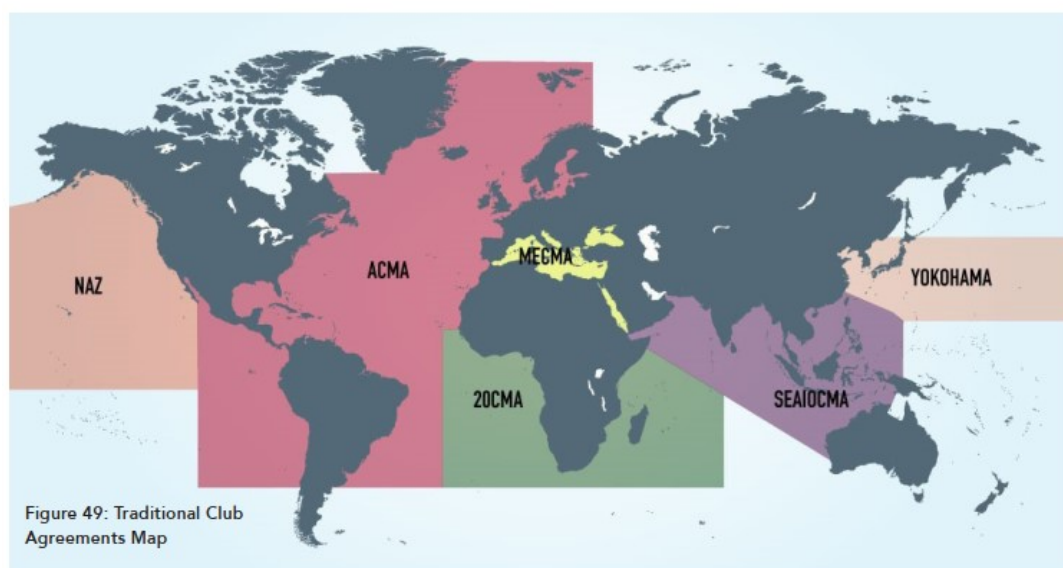 NAZ
ACMA
MECMA
20CMA
SEAIOCMA
YOKOHAMA
Figure 49: Traditional Club
Agreements Map